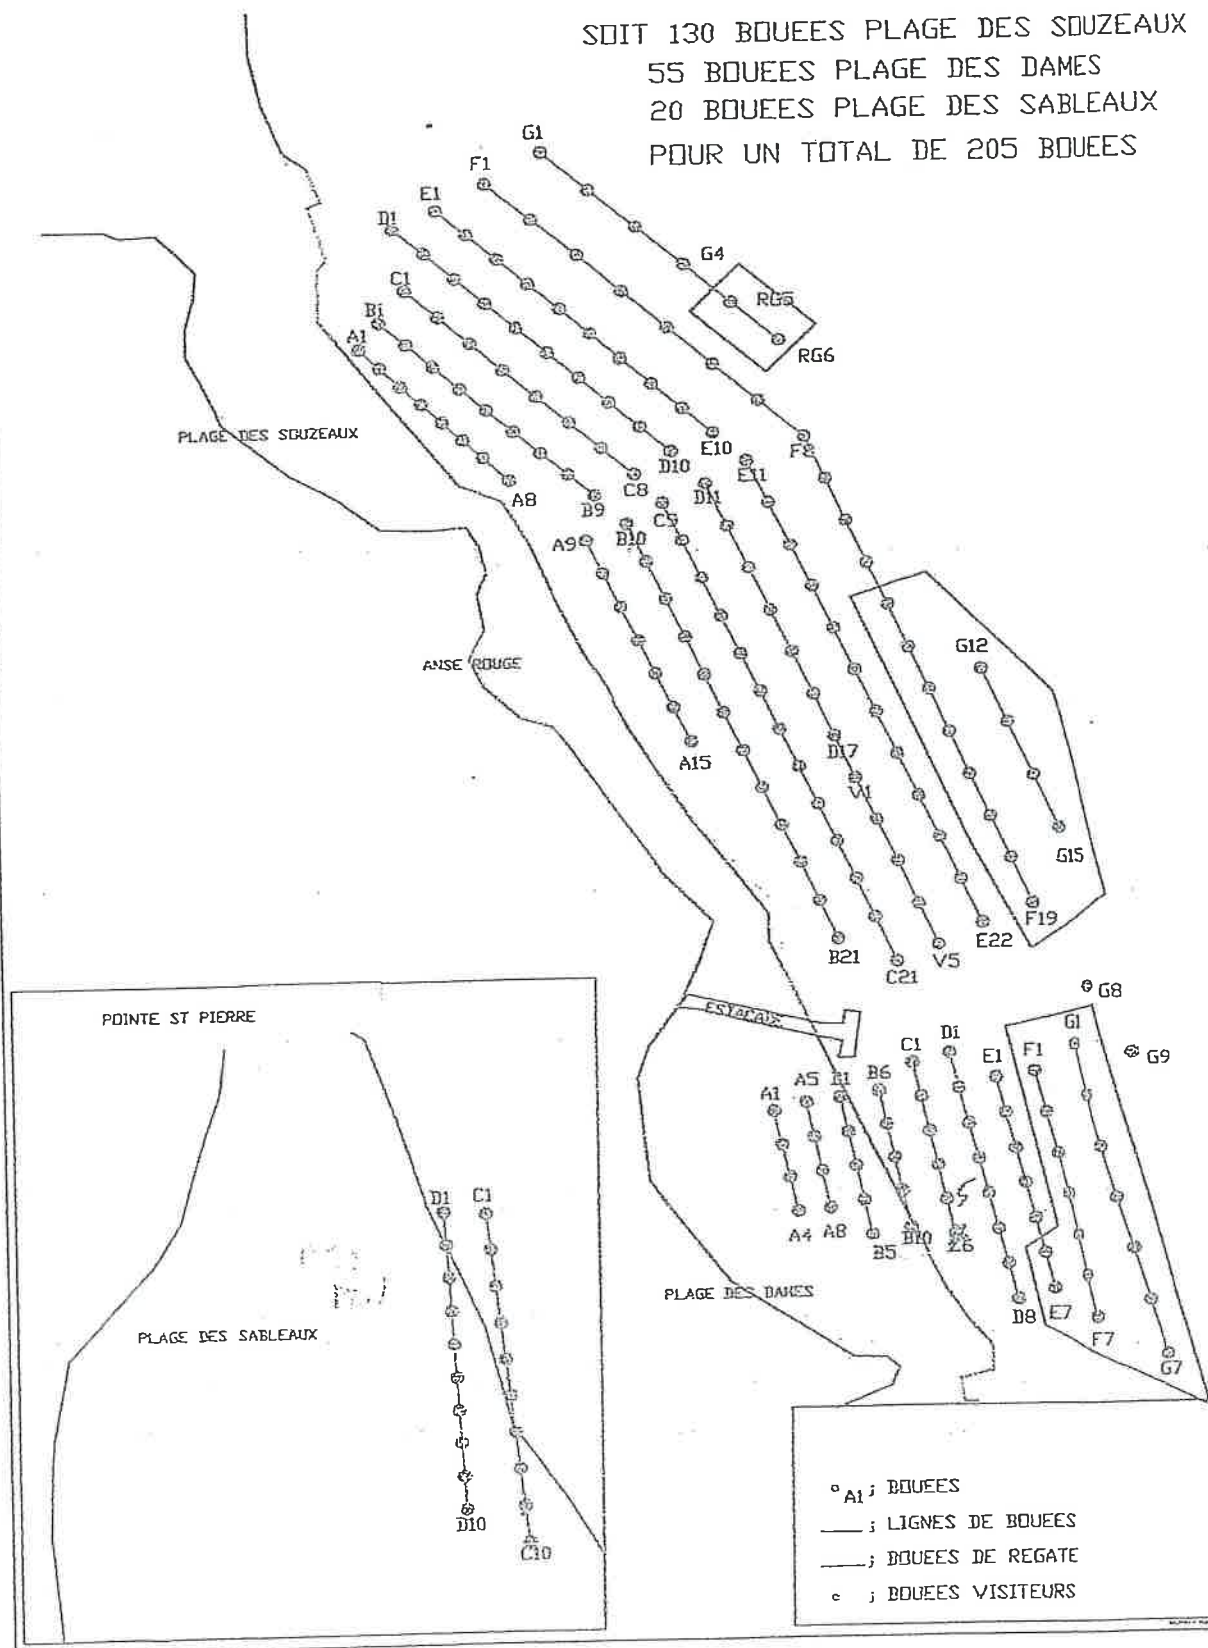 SOIT 130 BOUEES PLAGE DES SOUZEAUX
55 BOUEES PLAGE DES DAMES
20 BOUEES PLAGE DES SABLEAUX
POUR UN TOTAL DE 205 BOUEES
G1
F1
E1
D1
C1
B1
A1
G4
RG5
RG6
PLAGE DES SOUZEAUX
A8
B9
C8
D10
E10
F8
E11
D11
C9
B10
A9
ANSE ROUGE
G12
A15
D17
V1
G15
F19
E22
V5
C21
B21
ESTACADE
G8
G9
G1
F1
E1
D1
C1
B6
B1
A5
A1
A4
A8
B5
B10
D8
E7
F7
G7
PLAGE DES DAMES
POINTE ST PIERRE
D1
C1
PLAGE DES SABLEAUX
D10
C10
A1 ; BOUEES
; LIGNES DE BOUEES
; BOUEES DE REGATE
; BOUEES VISITEURS